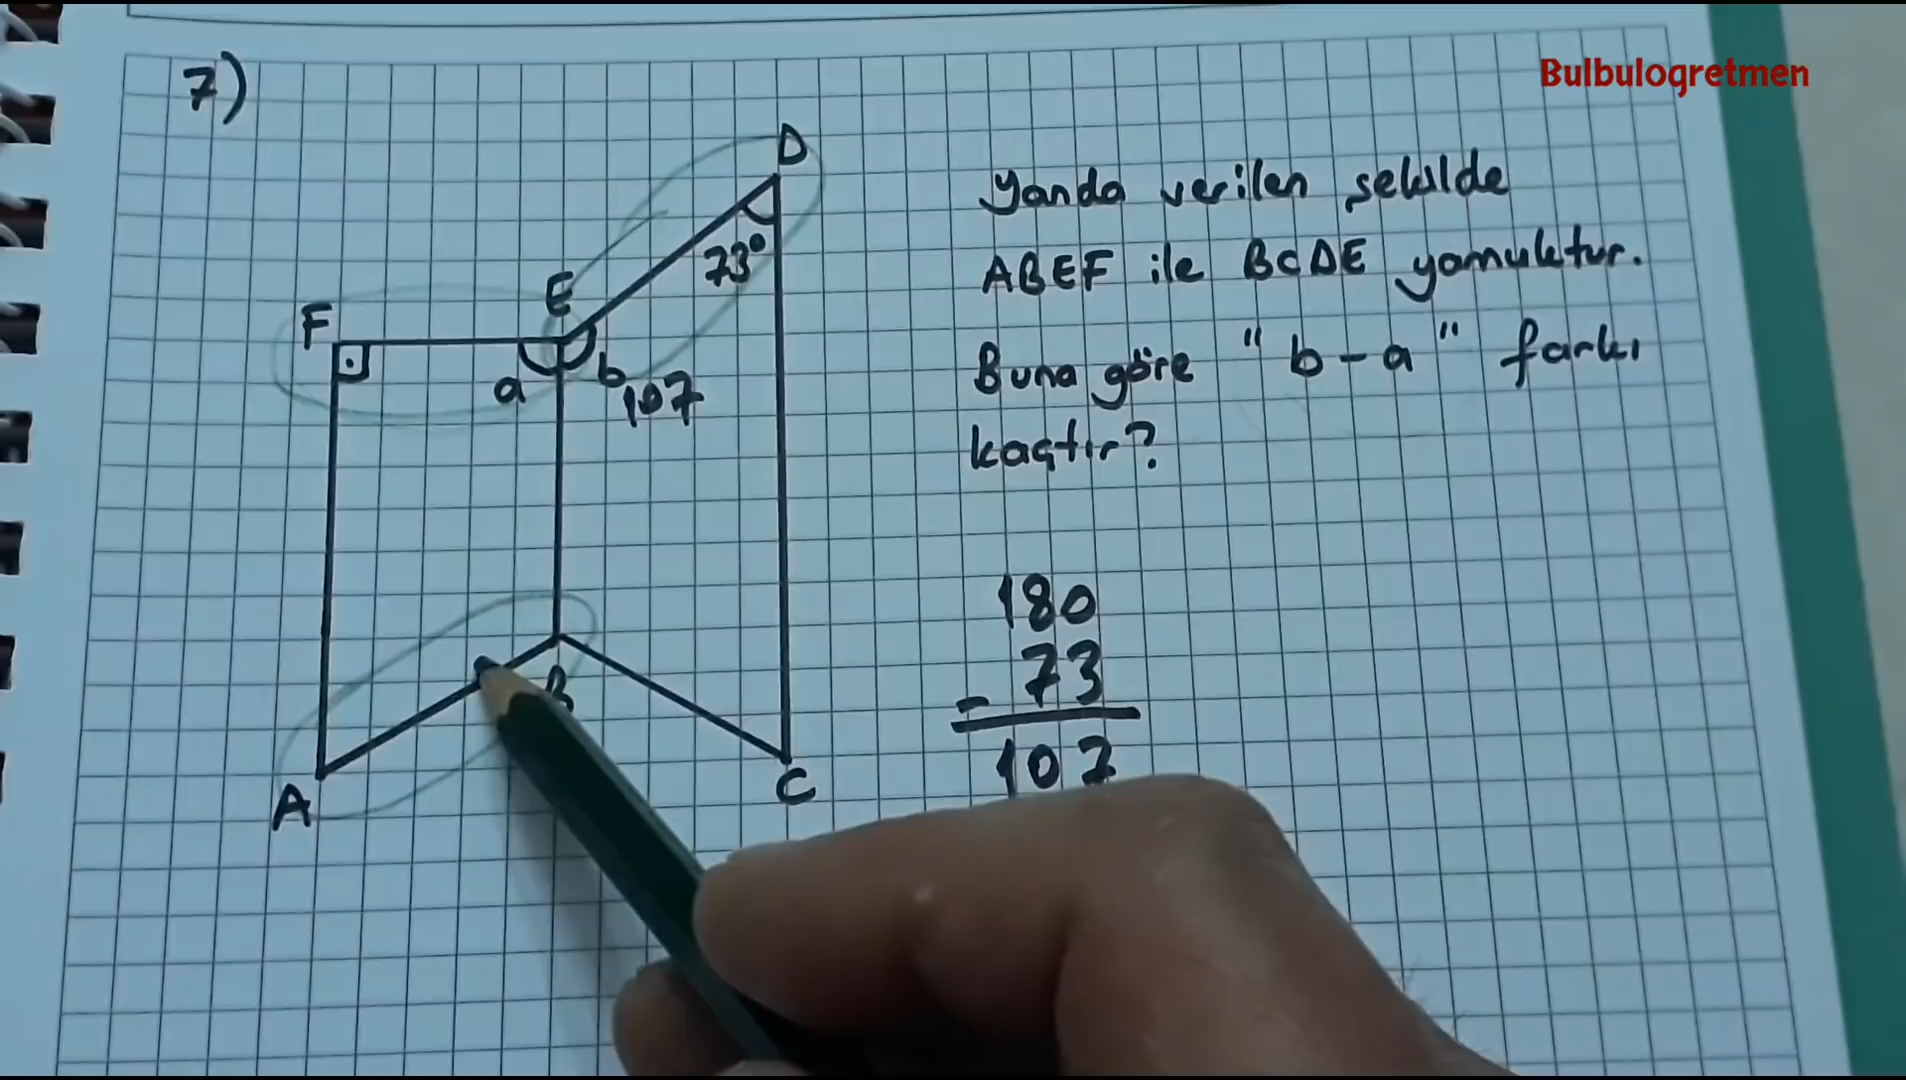 Bulbulogretmen
7)
D
73°
E
F
a
b
107
B
A
C
Yanda verilen şekilde
ABEF ile BCDE yamuktur.
Buna göre "b-a" farkı
kaçtır?
180
- 73
107